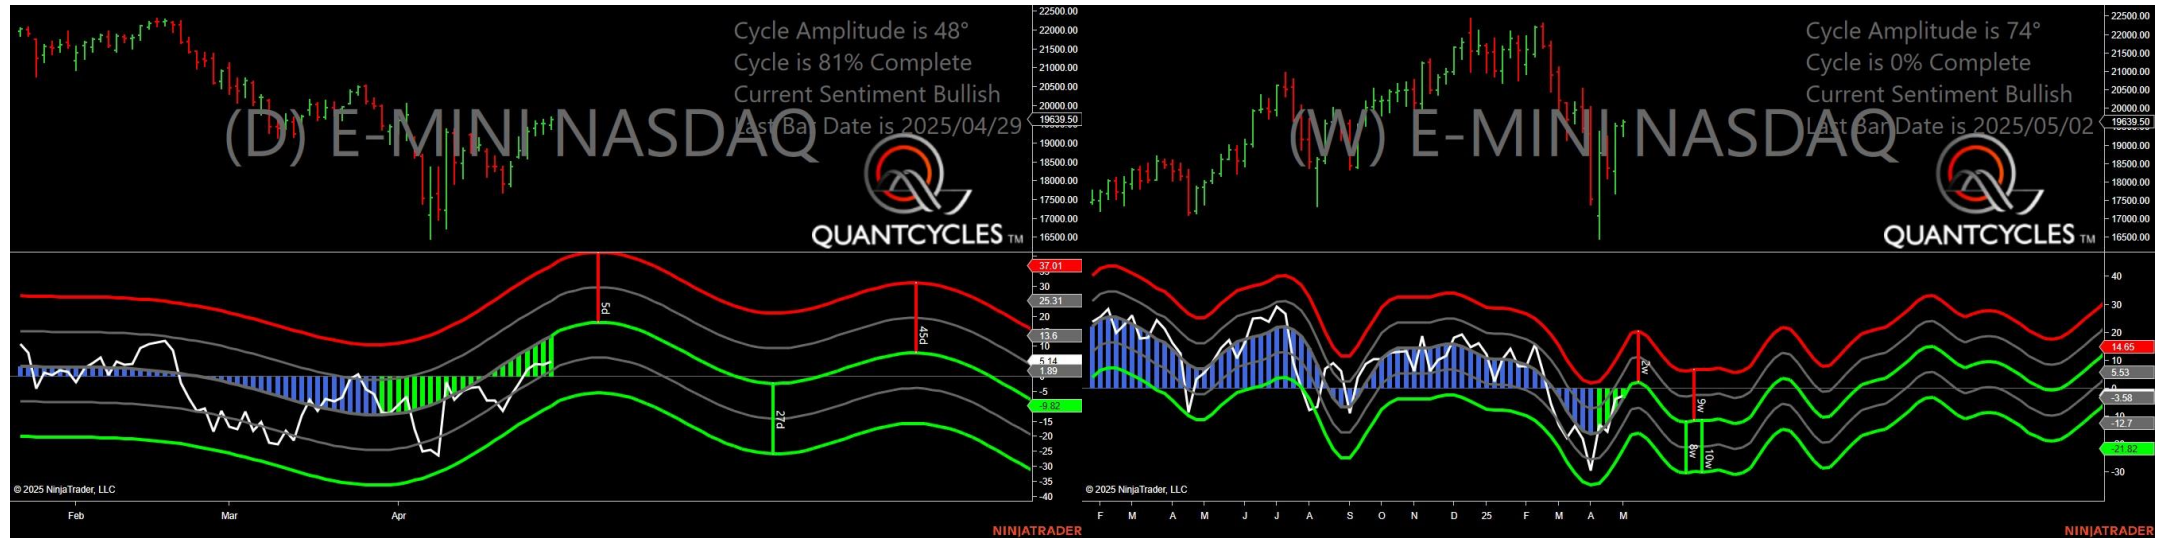 Cycle Amplitude is 48°
Cycle is 81% Complete
Current Sentiment Bullish
Last Bar Date is 2025/04/29
(D) E-MINI NASDAQ
QUANTCYCLES TM
22500.00
22000.00
21500.00
21000.00
20500.00
20000.00
19639.50
19000.00
18500.00
18000.00
17500.00
17000.00
16500.00
37.01
30
25.31
20
13.6
10
5.14
1.89
-5
-9.82
-15
-20
-25
-30
-35
-40
5d
27d
45d
© 2025 NinjaTrader, LLC
Feb
Mar
Apr
NINJATRADER
Cycle Amplitude is 74°
Cycle is 0% Complete
Current Sentiment Bullish
Last Bar Date is 2025/05/02
(W) E-MINI NASDAQ
QUANTCYCLES TM
22500.00
22000.00
21500.00
21000.00
20500.00
20000.00
19639.50
19000.00
18500.00
18000.00
17500.00
17000.00
16500.00
40
30
20
14.65
10
5.53
-3.58
-12.7
-21.82
-30
2w
9w
8w
10w
© 2025 NinjaTrader, LLC
F M A M J J A S O N D 25 F M A M
NINJATRADER